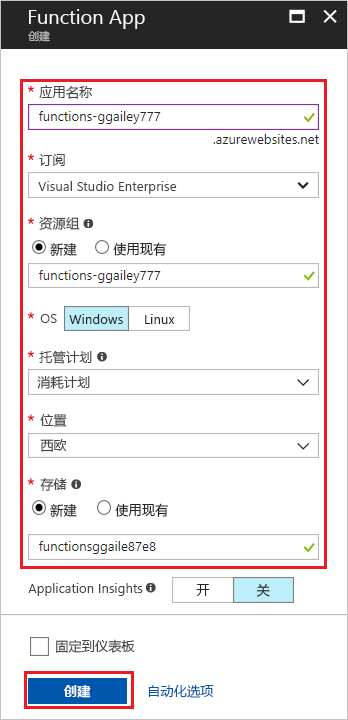 Function App
创建
* 应用名称
functions-ggailey777
.azurewebsites.net
* 订阅
Visual Studio Enterprise
* 资源组
新建 使用现有
functions-ggailey777
* OS Windows Linux
* 托管计划
消耗计划
* 位置
西欧
* 存储
新建 使用现有
functionsggaile87e8
Application Insights 开 关
固定到仪表板
创建 自动化选项